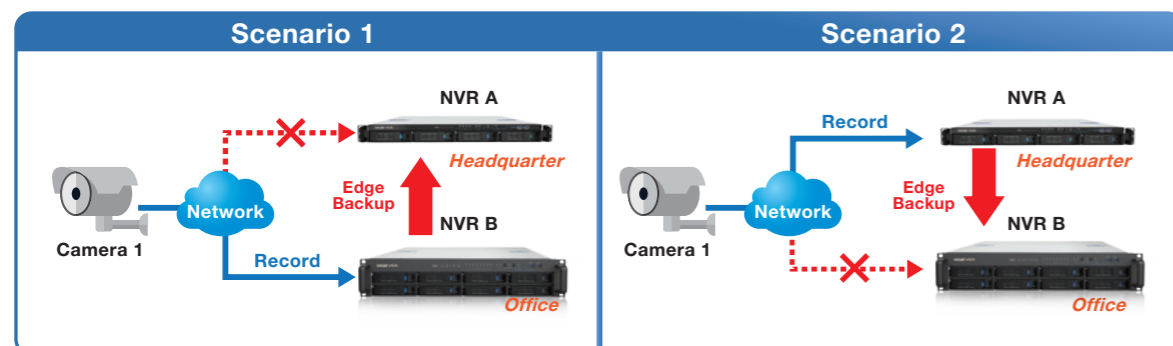 Scenario 1
NVR A
Headquarter
Edge
Backup
Network
NVR B
Camera 1
Record
Office
Scenario 2
NVR A
Record
Headquarter
Edge
Backup
Network
NVR B
Camera 1
Office